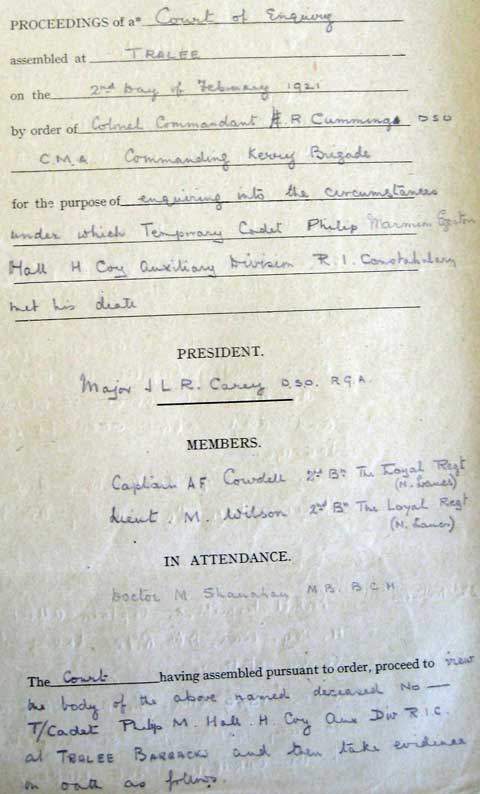 PROCEEDINGS of a* Court of Enquiry
assembled at TRALEE
on the 2nd Day of February 1921
by order of Colonel Commandant H.R Cumming DSO
C.M.G Commanding Kerry Brigade
for the purpose of enquiring into the circumstances
under which Temporary Cadet Philip Marmion Egerton
Hall H Coy Auxiliary Division R.I. Constabulary
met his death
PRESIDENT.
Major J L R. Carey D.S.O. R.G.A.
MEMBERS.
Captain A F Cowdell 2nd Bn The Loyal Regt
(N. Lancs)
Lieut. M. Wilson 2nd Bn The Loyal Regt
(N. Lancs)
IN ATTENDANCE.
Doctor M Shanahan M.B. B.C.H
The Court having assembled pursuant to order, proceed to view
the body of the above named deceased No —
T/Cadet Philip M. Hall. H. Coy Aux Div R.I.C.
at TRALEE BARRACKS and then take evidence
on oath as follows.